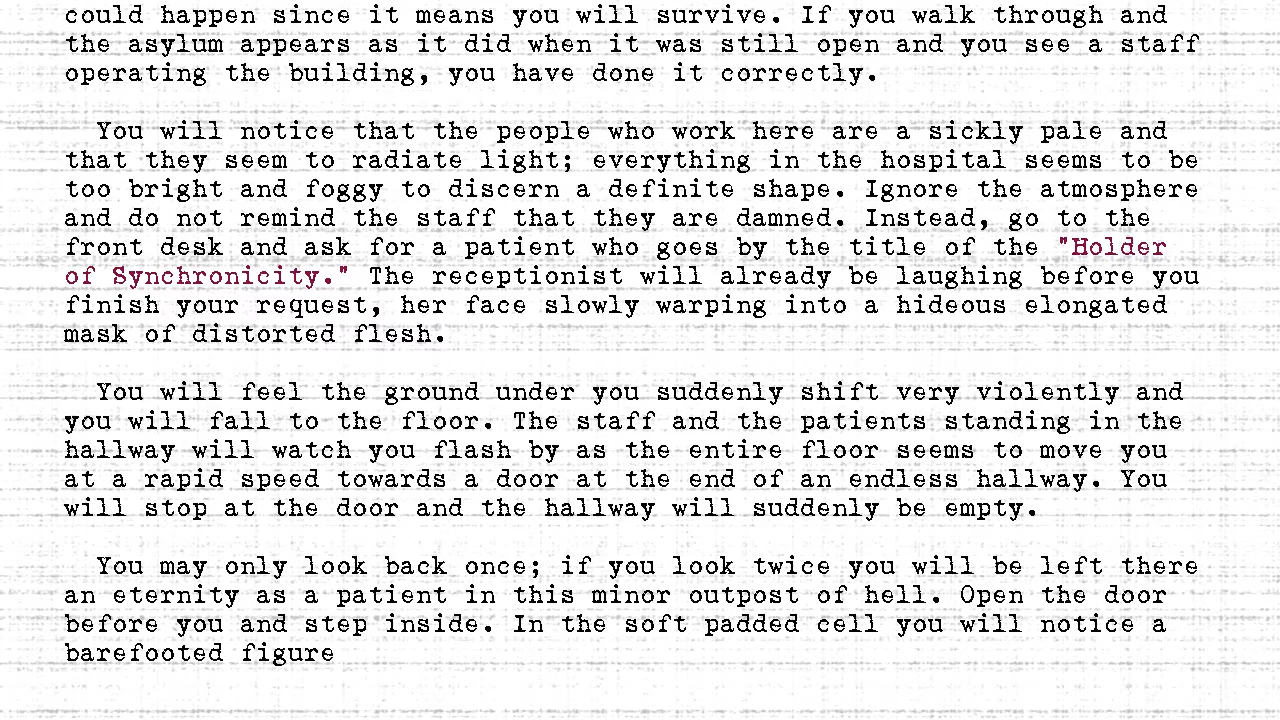 could happen since it means you will survive. If you walk through and
the asylum appears as it did when it was still open and you see a staff
operating the building, you have done it correctly.
You will notice that the people who work here are a sickly pale and
that they seem to radiate light; everything in the hospital seems to be
too bright and foggy to discern a definite shape. Ignore the atmosphere
and do not remind the staff that they are damned. Instead, go to the
front desk and ask for a patient who goes by the title of the "Holder
of Synchronicity." The receptionist will already be laughing before you
finish your request, her face slowly warping into a hideous elongated
mask of distorted flesh.
You will feel the ground under you suddenly shift very violently and
you will fall to the floor. The staff and the patients standing in the
hallway will watch you flash by as the entire floor seems to move you
at a rapid speed towards a door at the end of an endless hallway. You
will stop at the door and the hallway will suddenly be empty.
You may only look back once; if you look twice you will be left there
an eternity as a patient in this minor outpost of hell. Open the door
before you and step inside. In the soft padded cell you will notice a
barefooted figure